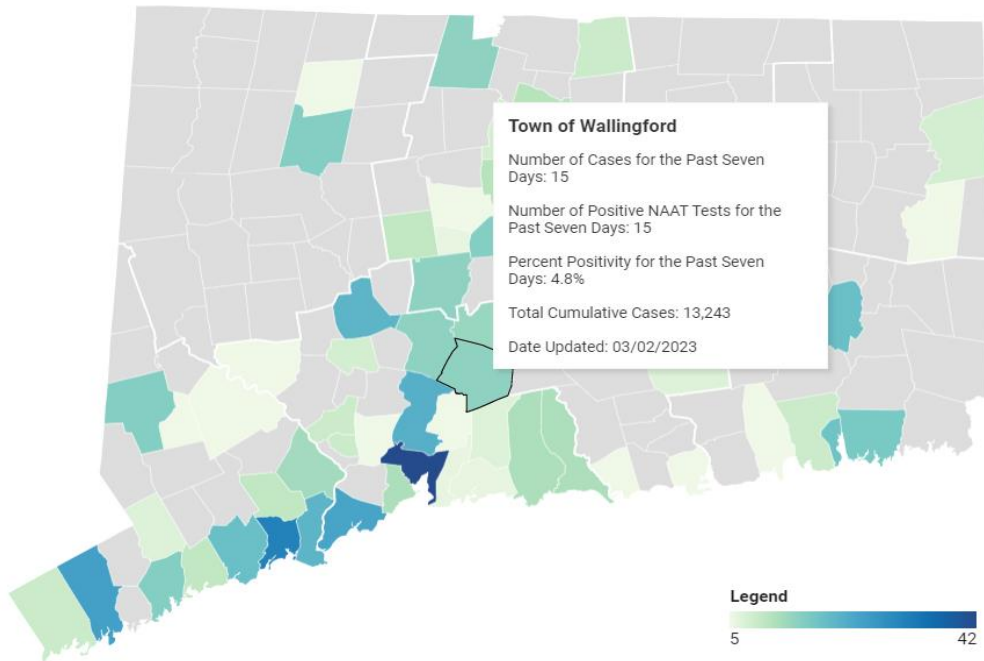 Town of Wallingford
Number of Cases for the Past Seven
Days: 15
Number of Positive NAAT Tests for the
Past Seven Days: 15
Percent Positivity for the Past Seven
Days: 4.8%
Total Cumulative Cases: 13,243
Date Updated: 03/02/2023
Legend
5 42